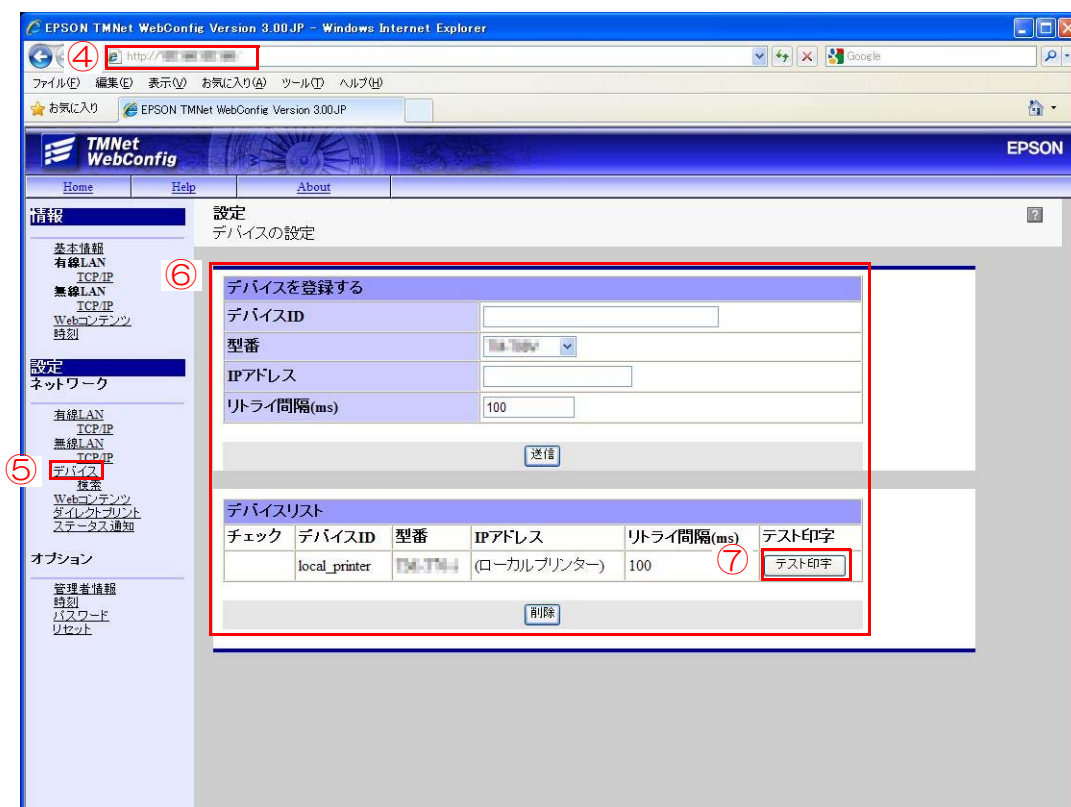 EPSON TMNet WebConfig Version 3.00JP - Windows Internet Explorer
④ http://
Google
ファイル(F) 編集(E) 表示(V) お気に入り(A) ツール(T) ヘルプ(H)
お気に入り EPSON TMNet WebConfig Version 3.00JP
TMNet
WebConfig
EPSON
Home Help About
情報
基本情報
有線LAN
TCP/IP
無線LAN
TCP/IP
Webコンテンツ
時刻
設定
ネットワーク
有線LAN
TCP/IP
無線LAN
TCP/IP
⑤ デバイス
検索
Webコンテンツ
ダイレクトプリント
ステータス通知
オプション
管理者情報
時刻
パスワード
リセット
設定
デバイスの設定
?
⑥
デバイスを登録する
デバイスID
型番
IPアドレス
リトライ間隔(ms) 100
送信
デバイスリスト
チェック デバイスID 型番 IPアドレス リトライ間隔(ms) テスト印字
local_printer (ローカルプリンター) 100 ⑦ テスト印字
削除